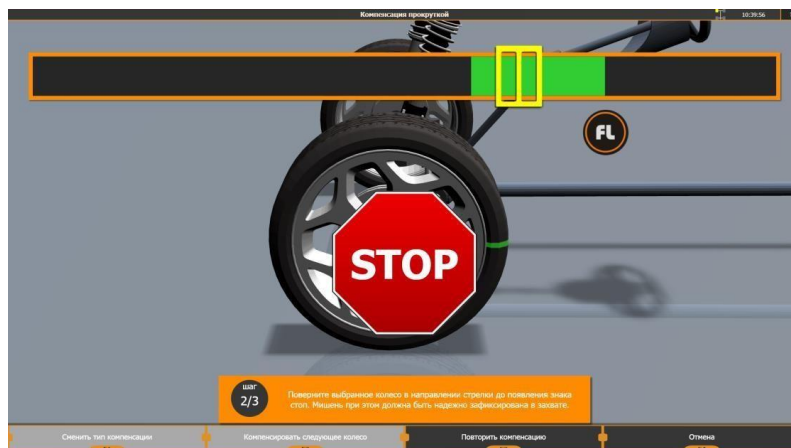 Компенсация прокруткой
10:39:56
FL
STOP
шаг
2/3
Поверните выбранное колесо в направлении стрелки до появления знака
стоп. Мишень при этом должна быть надежно зафиксирована в захвате.
Сменить тип компенсации
Компенсировать следующее колесо
Повторить компенсацию
Отмена